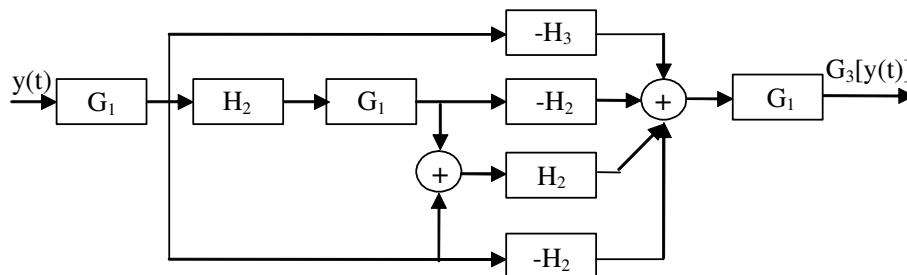 -H₃
y(t)
G₃[y(t)]
G₁
H₂
G₁
-H₂
+
G₁
+
H₂
-H₂